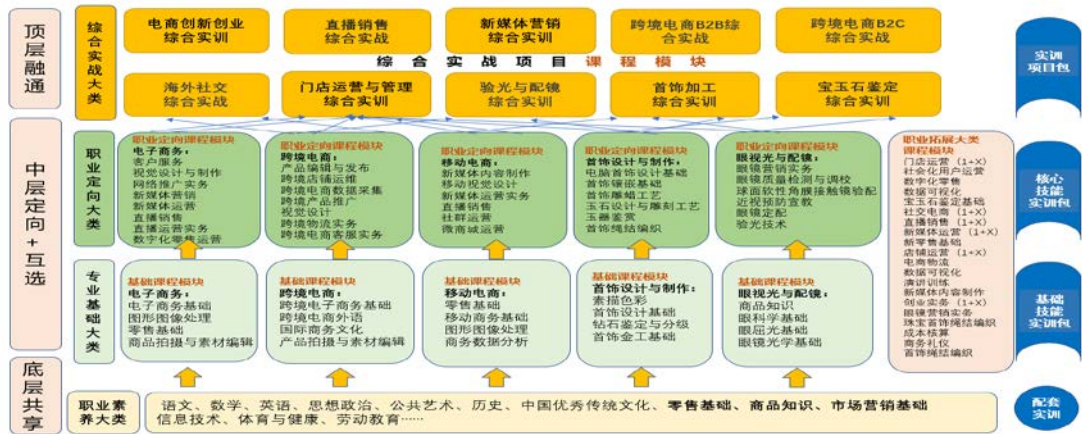 顶层融通
综合实战大类
电商创新创业
综合实训
直播销售
综合实战
新媒体营销
综合实训
跨境电商B2B综
合实战
跨境电商B2C
综合实战
综合实战项目课程模块
海外社交
综合实战
门店运营与管理
综合实训
验光与配镜
综合实训
首饰加工
综合实训
宝玉石鉴定
综合实训
实训
项目包
中层定向+互选
职业定向大类
职业定向课程模块
电子商务：
客户服务
视觉设计与制作
网络推广实务
新媒体营销
新媒体运营
直播销售
直播运营实务
数字化零售运营
职业定向课程模块
跨境电商：
产品编辑与发布
跨境店铺运维
跨境电商数据采集
跨境产品推广
视觉设计
跨境物流实务
跨境电商客服实务
职业定向课程模块
移动电商：
新媒体内容制作
移动视觉设计
新媒体运营实务
直播销售
社群运营
微商城运营
职业定向课程模块
首饰设计与制作：
电脑首饰设计基础
首饰镶嵌基础
首饰雕蜡工艺
玉石设计与雕刻工艺
玉器鉴赏
首饰绳结编织
职业定向课程模块
眼视光与配镜：
眼镜营销实务
眼镜质量检测与调校
球面软性角膜接触镜验配
近视预防宣教
眼镜定配
验光技术
职业拓展大类
课程模块
门店运营（1+X）
社会化用户运营
数字化零售
数据可视化
宝玉石鉴定基础
社交电商（1+X）
直播销售（1+X）
新媒体运营（1+X）
新零售基础
店铺运营（1+X）
电商物流
数据可视化
演讲训练
新媒体内容制作
创业实务（1+X）
眼镜营销实务
珠宝首饰绳结编织
成本核算
商务礼仪
首饰绳结编织
核心
技能
实训包
专业基础大类
基础课程模块
电子商务：
电子商务基础
图形图像处理
零售基础
商品拍摄与素材编辑
基础课程模块
跨境电商：
跨境电子商务基础
跨境电商外语
国际商务文化
产品拍摄与素材编辑
基础课程模块
移动电商：
零售基础
移动商务基础
图形图像处理
商务数据分析
基础课程模块
首饰设计与制作：
素描色彩
首饰设计基础
钻石鉴定与分级
首饰金工基础
基础课程模块
眼视光与配镜：
商品知识
眼科学基础
眼屈光基础
眼镜光学基础
基础
技能
实训包
底层共享
职业素
养大类
语文、数学、英语、思想政治、公共艺术、历史、中国优秀传统文化、零售基础、商品知识、市场营销基础
信息技术、体育与健康、劳动教育……
配套
实训